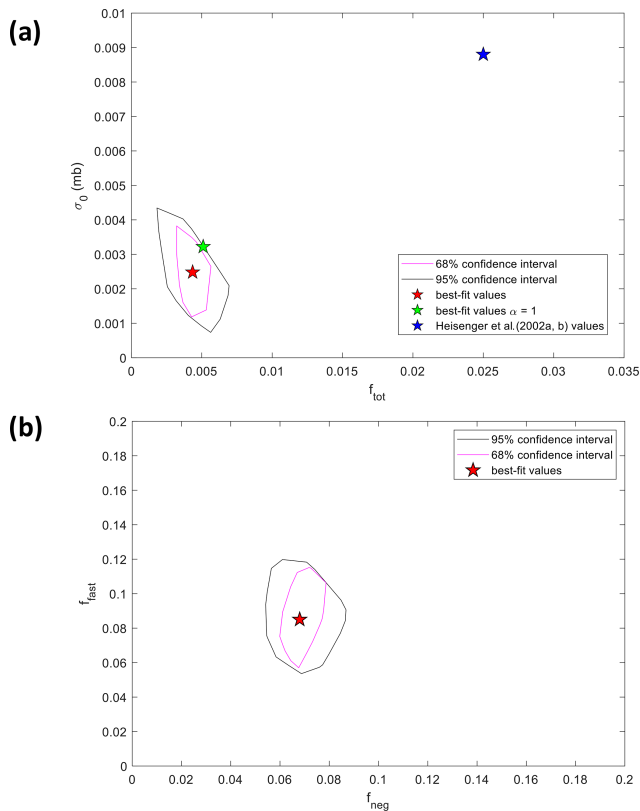 (a)
0.01
0.009
0.008
0.007
0.006
0.005
0.004
0.003
0.002
0.001
0
σ0 (mb)
68% confidence interval
95% confidence interval
best-fit values
best-fit values α = 1
Heisenger et al.(2002a, b) values
0 0.005 0.01 0.015 0.02 0.025 0.03 0.035
ftot
(b)
0.2
0.18
0.16
0.14
0.12
0.1
0.08
0.06
0.04
0.02
0
ffast
95% confidence interval
68% confidence interval
best-fit values
0 0.02 0.04 0.06 0.08 0.1 0.12 0.14 0.16 0.18 0.2
fneg